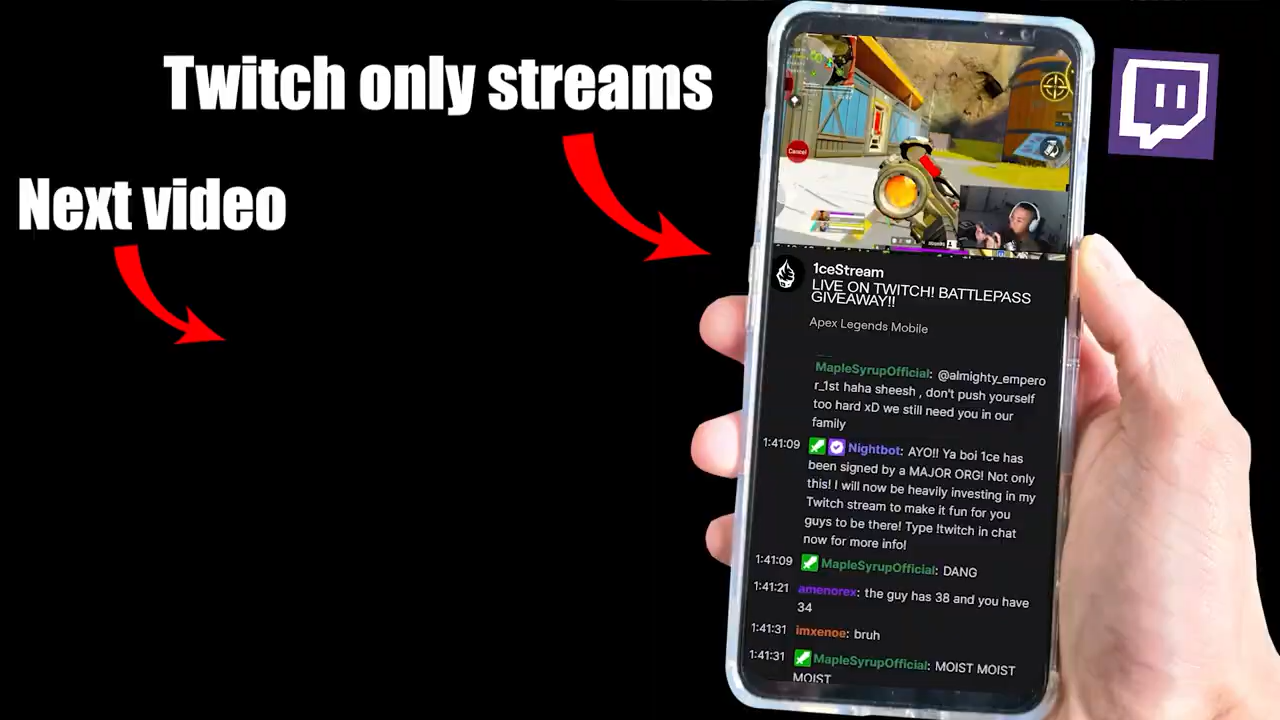 Twitch only streams
Next video
Cancel
1ceStream
LIVE ON TWITCH! BATTLEPASS
GIVEAWAY!!
Apex Legends Mobile
MapleSyrupOfficial: @almighty_empero
r_1st haha sheesh , don't push yourself
too hard xD we still need you in our
family
1:41:09 Nightbot: AYO!! Ya boi 1ce has
been signed by a MAJOR ORG! Not only
this! I will now be heavily investing in my
Twitch stream to make it fun for you
guys to be there! Type !twitch in chat
now for more info!
1:41:09 MapleSyrupOfficial: DANG
1:41:21 amenorex: the guy has 38 and you have
34
1:41:31 imxenoe: bruh
1:41:31 MapleSyrupOfficial: MOIST MOIST
MOIST